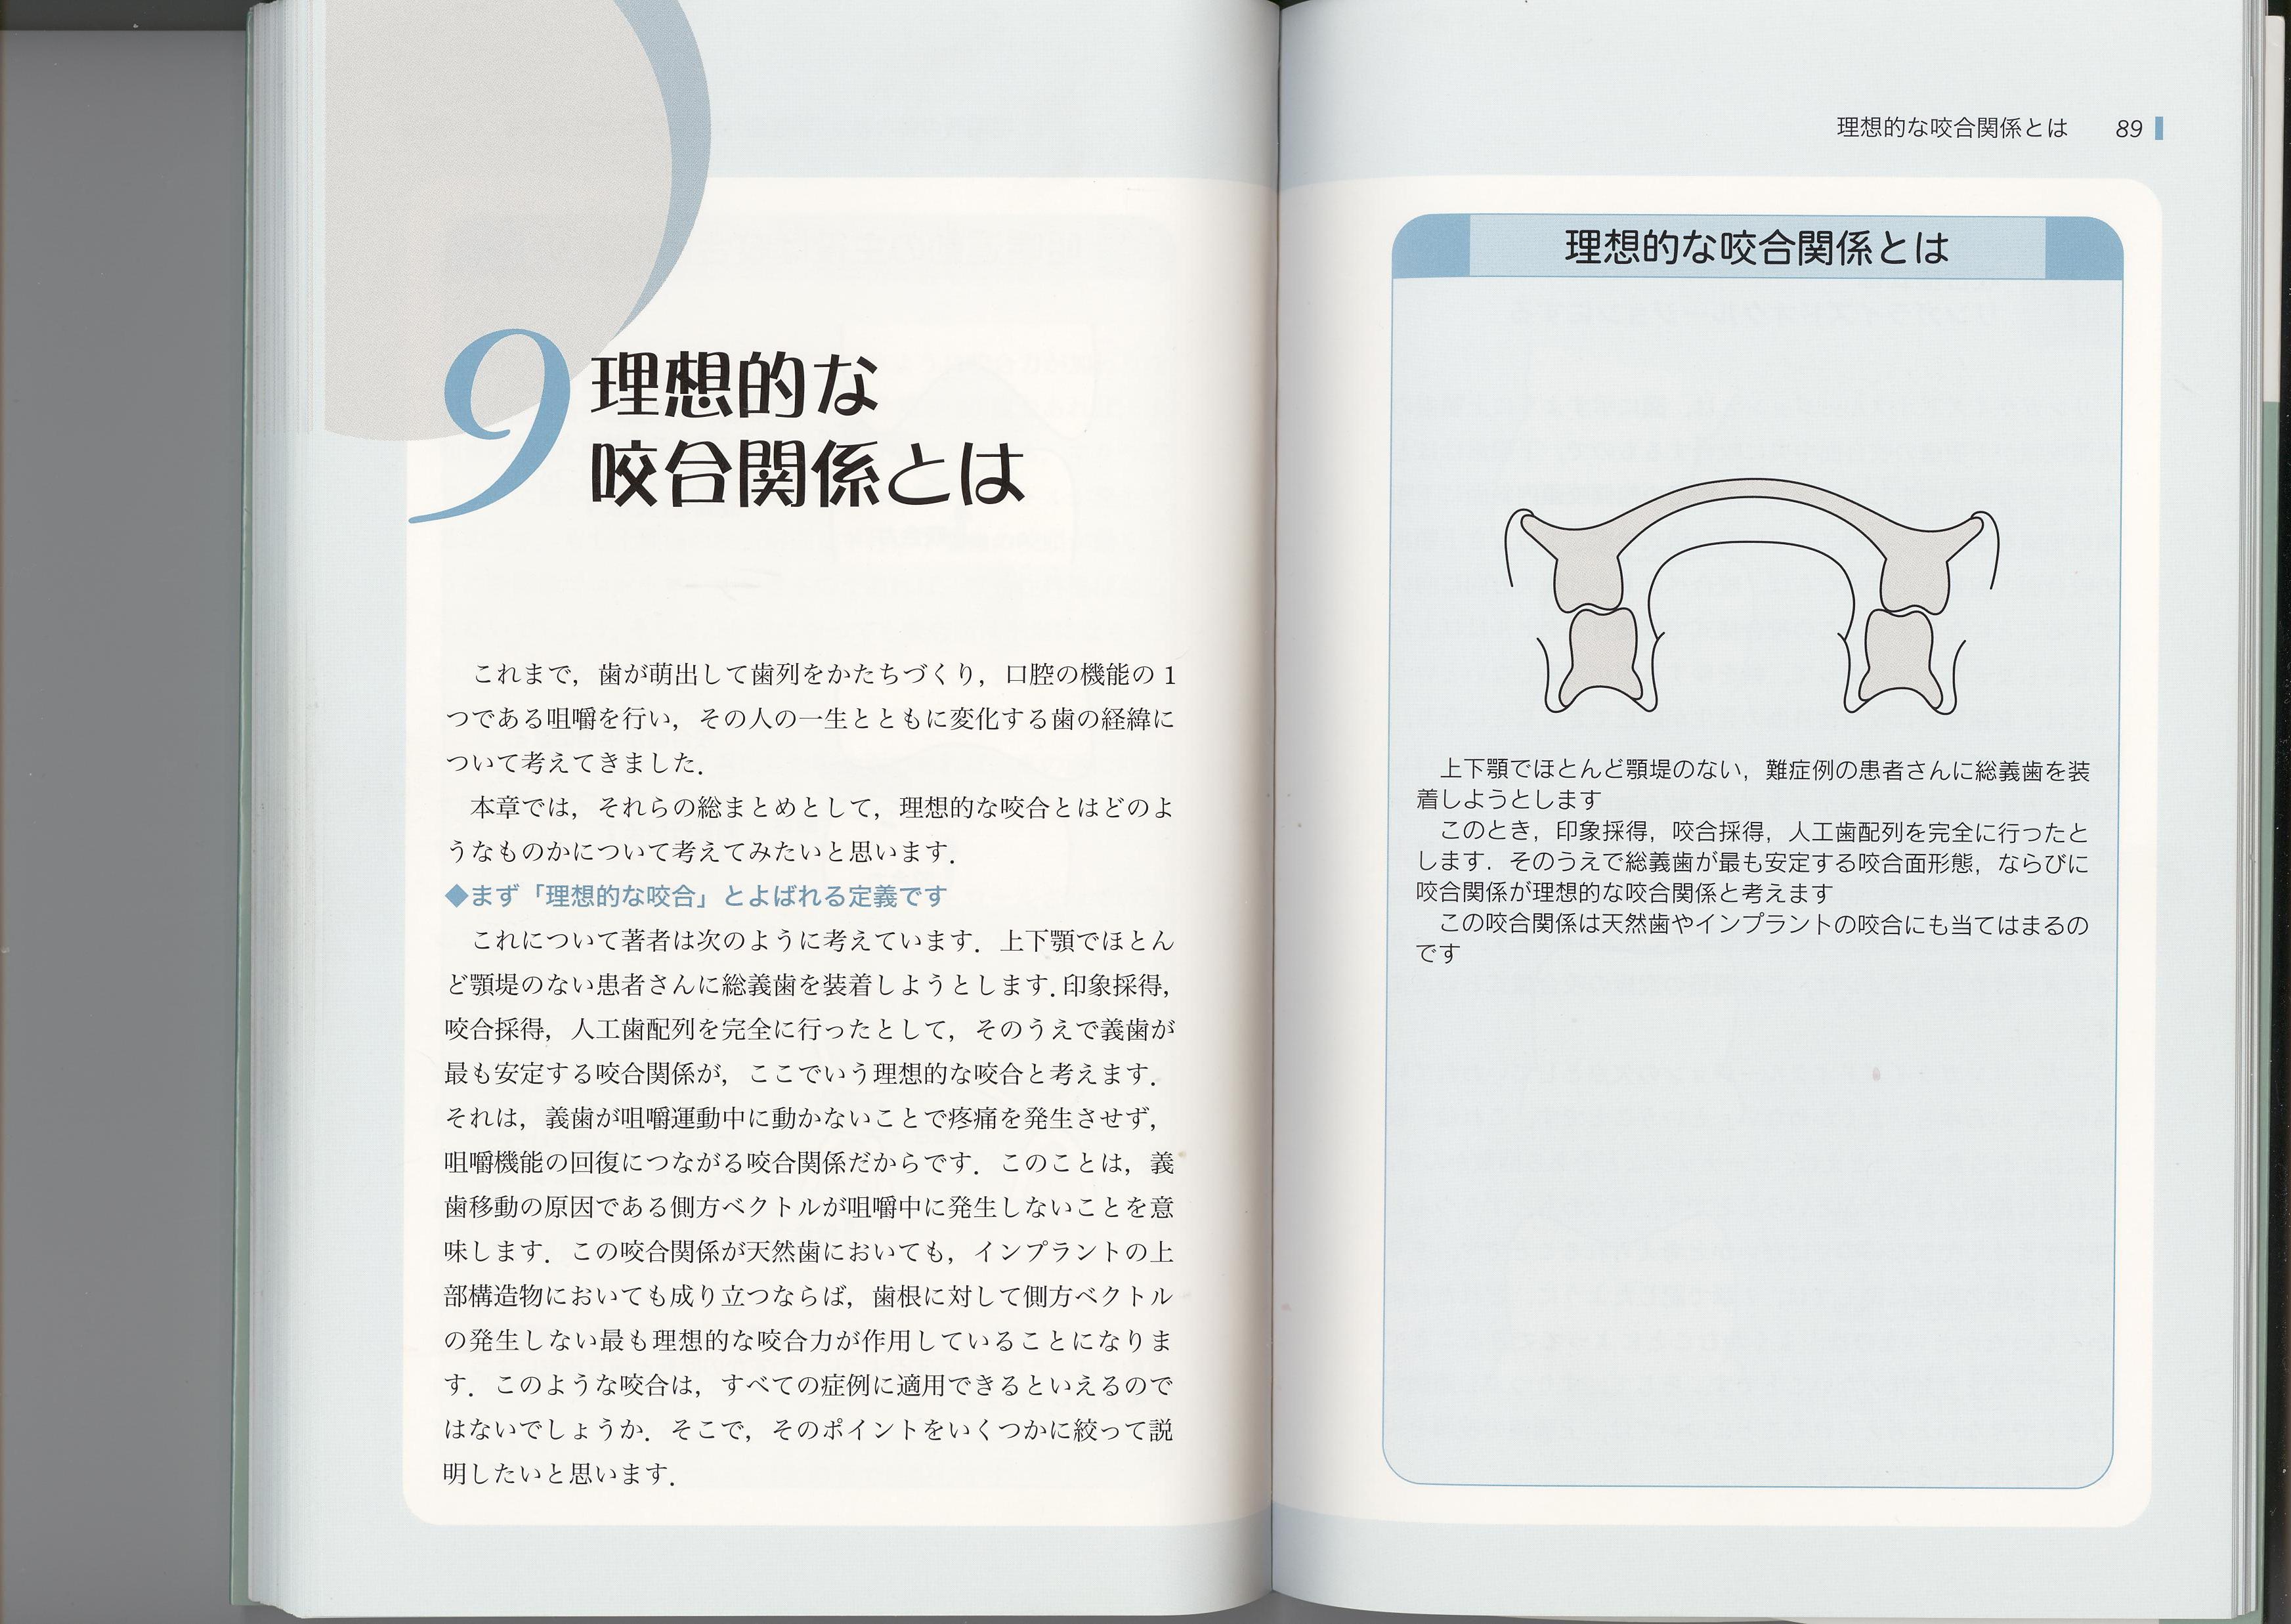 9
理想的な
咬合関係とは
これまで，歯が萌出して歯列をかたちづくり，口腔の機能の 1
つである咀嚼を行い，その人の一生とともに変化する歯の経緯に
ついて考えてきました．
本章では，それらの総まとめとして，理想的な咬合とはどのよ
うなものかについて考えてみたいと思います．
◆まず「理想的な咬合」とよばれる定義です
これについて著者は次のように考えています．上下顎でほとん
ど顎堤のない患者さんに総義歯を装着しようとします．印象採得，
咬合採得，人工歯配列を完全に行ったとして，そのうえで義歯が
最も安定する咬合関係が，ここでいう理想的な咬合と考えます．
それは，義歯が咀嚼運動中に動かないことで疼痛を発生させず，
咀嚼機能の回復につながる咬合関係だからです．このことは，義
歯移動の原因である側方ベクトルが咀嚼中に発生しないことを意
味します．この咬合関係が天然歯においても，インプラントの上
部構造物においても成り立つならば，歯根に対して側方ベクトル
の発生しない最も理想的な咬合力が作用していることになりま
す．このような咬合は，すべての症例に適用できるといえるので
はないでしょうか．そこで，そのポイントをいくつかに絞って説
明したいと思います．
理想的な咬合関係とは 89
理想的な咬合関係とは
上下顎でほとんど顎堤のない，難症例の患者さんに総義歯を装
着しようとします
このとき，印象採得，咬合採得，人工歯配列を完全に行ったと
します．そのうえで総義歯が最も安定する咬合面形態，ならびに
咬合関係が理想的な咬合関係と考えます
この咬合関係は天然歯やインプラントの咬合にも当てはまるの
です